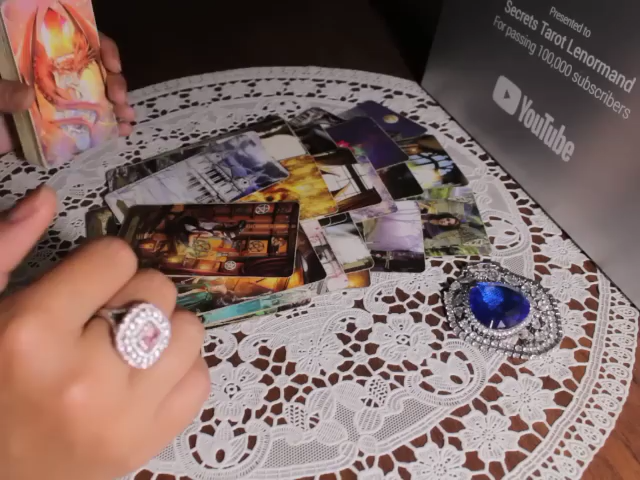 Presented to
Secrets Tarot Lenormand
For passing 100,000 subscribers
YouTube